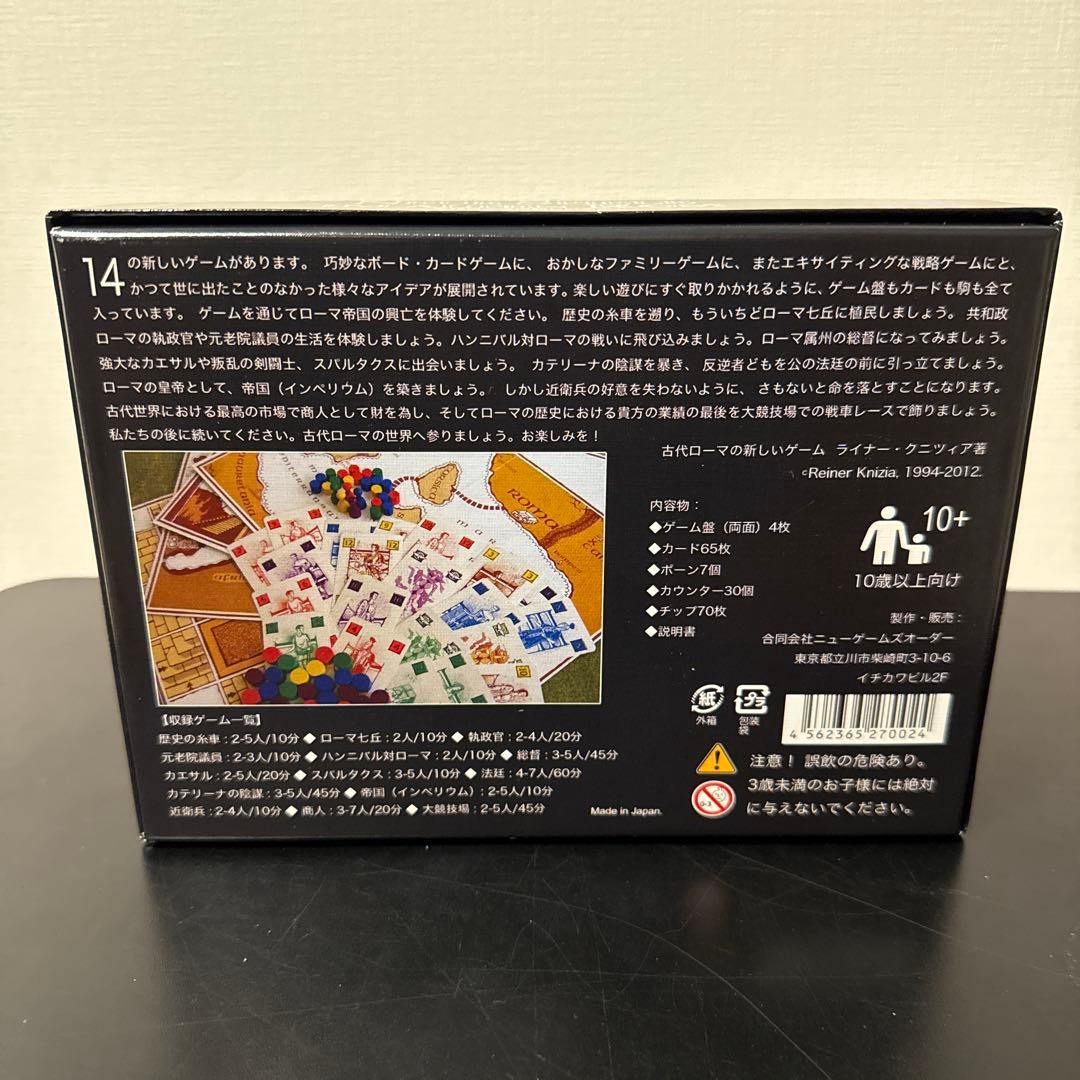 14の新しいゲームがあります。 巧妙なボード・カードゲームに、 おかしなファミリーゲームに、 またエキサイティングな戦略ゲームにと、
かつて世に出たことのなかった様々なアイデアが展開されています。楽しい遊びにすぐ取りかかれるように、ゲーム盤もカードも駒も全て
入っています。 ゲームを通じてローマ帝国の興亡を体験してください。 歴史の糸車を遡り、もういちどローマ七丘に植民しましょう。 共和政
ローマの執政官や元老院議員の生活を体験しましょう。ハンニバル対ローマの戦いに飛び込みましょう。ローマ属州の総督になってみましょう。
強大なカエサルや叛乱の剣闘士、スパルタクスに出会いましょう。 カテリーナの陰謀を暴き、 反逆者どもを公の法廷の前に引っ立てましょう。
ローマの皇帝として、帝国（インペリウム）を築きましょう。 しかし近衛兵の好意を失わないように、 さもないと命を落とすことになります。
古代世界における最高の市場で商人として財を為し、そしてローマの歴史における貴方の業績の最後を大競技場での戦車レースで飾りましょう。
私たちの後に続いてください。古代ローマの世界へ参りましょう。お楽しみを！
古代ローマの新しいゲーム ライナー・クニツィア著
©Reiner Knizia, 1994-2012.
ROMA
Corsica
内容物：
◆ゲーム盤（両面）4枚
◆カード65枚
◆ポーン7個
◆カウンター30個
◆チップ70枚
◆説明書
10+
10歳以上向け
製作・販売：
合同会社ニューゲームズオーダー
東京都立川市柴崎町3-10-6
イチカワビル2F
紙
外箱
プラ
包装
袋
4 562365 270024
注意！ 誤飲の危険あり。
0-3
3歳未満のお子様には絶対
に与えないでください。
【収録ゲーム一覧】
歴史の糸車：2-5人/10分 ◆ ローマ七丘：2人/10分 ◆ 執政官：2-4人/20分
元老院議員：2-3人/10分 ◆ ハンニバル対ローマ：2人/10分 ◆ 総督：3-5人/45分
カエサル：2-5人/20分 ◆ スパルタクス：3-5人/10分 ◆ 法廷：4-7人/60分
カテリーナの陰謀：3-5人/45分 ◆ 帝国（インペリウム）：2-5人/10分
近衛兵：2-4人/10分 ◆ 商人：3-7人/20分 ◆ 大競技場：2-5人/45分
Made in Japan.